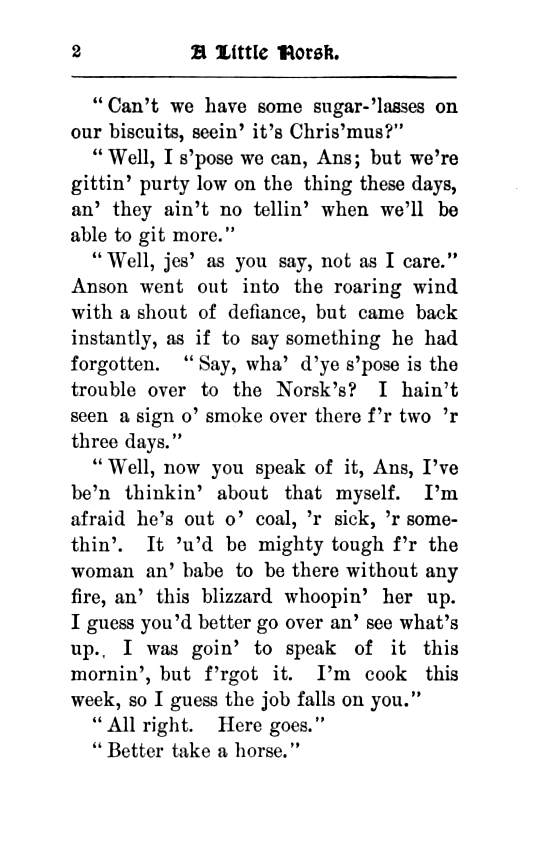 2 A Little Norsk.
“Can’t we have some sugar-’lasses on
our biscuits, seein’ it’s Chris’mus?”
“Well, I s’pose we can, Ans; but we’re
gittin’ purty low on the thing these days,
an’ they ain’t no tellin’ when we’ll be
able to git more.”
“Well, jes’ as you say, not as I care.”
Anson went out into the roaring wind
with a shout of defiance, but came back
instantly, as if to say something he had
forgotten. “Say, wha’ d’ye s’pose is the
trouble over to the Norsk’s? I hain’t
seen a sign o’ smoke over there f’r two ’r
three days.”
“Well, now you speak of it, Ans, I’ve
be’n thinkin’ about that myself. I’m
afraid he’s out o’ coal, ’r sick, ’r some-
thin’. It ’u’d be mighty tough f’r the
woman an’ babe to be there without any
fire, an’ this blizzard whoopin’ her up.
I guess you’d better go over an’ see what’s
up. I was goin’ to speak of it this
mornin’, but f’rgot it. I’m cook this
week, so I guess the job falls on you.”
“All right. Here goes.”
“Better take a horse.”